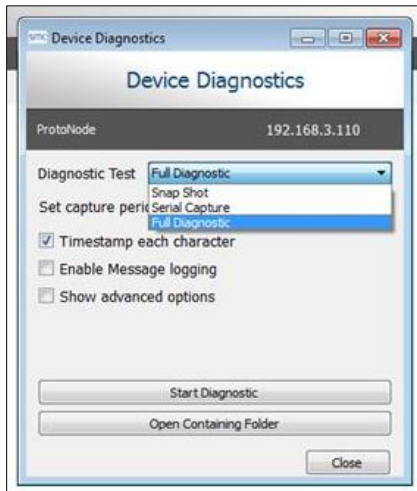 smc Device Diagnostics
Device Diagnostics
ProtoNode 192.168.3.110
Diagnostic Test Full Diagnostic
Snap Shot
Set capture peri Serial Capture
Full Diagnostic
Timestamp each character
Enable Message logging
Show advanced options
Start Diagnostic
Open Containing Folder
Close